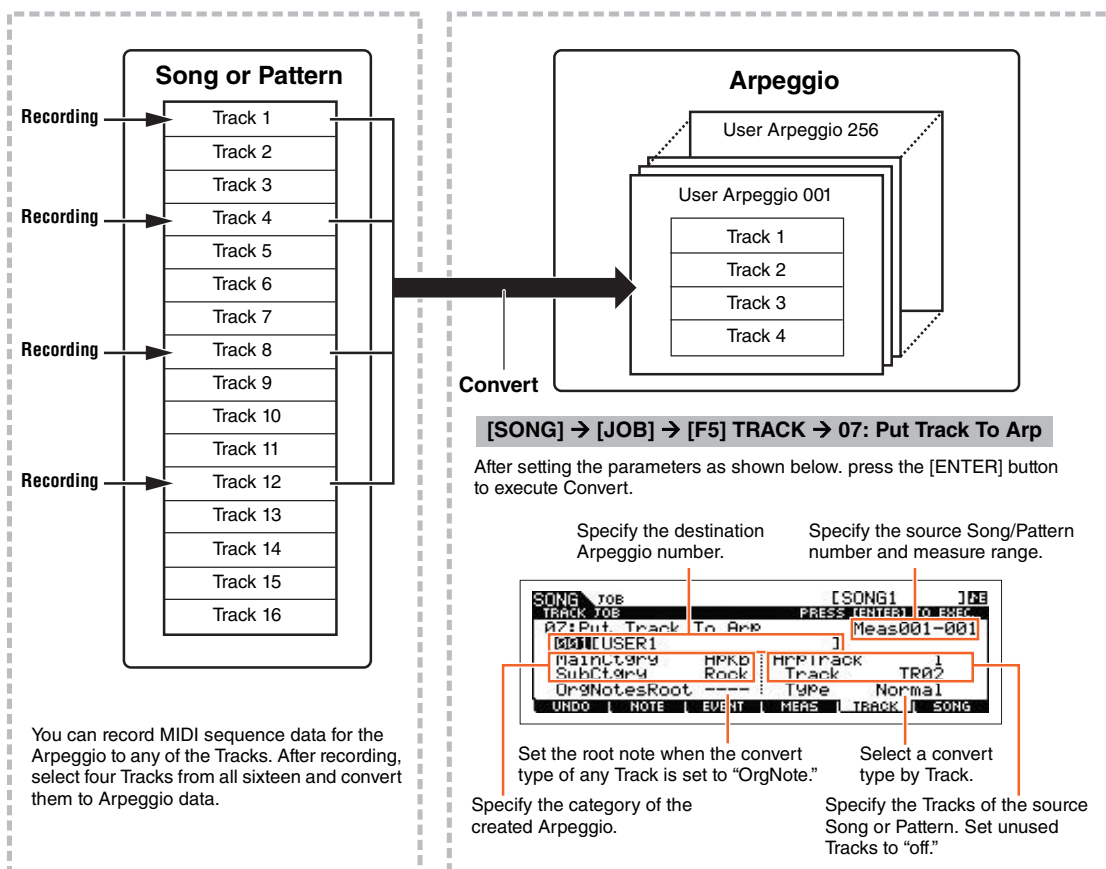 Song or Pattern
Recording
Track 1
Track 2
Track 3
Recording
Track 4
Track 5
Track 6
Track 7
Recording
Track 8
Track 9
Track 10
Track 11
Recording
Track 12
Track 13
Track 14
Track 15
Track 16
You can record MIDI sequence data for the
Arpeggio to any of the Tracks. After recording,
select four Tracks from all sixteen and convert
them to Arpeggio data.
Convert
Arpeggio
User Arpeggio 256
User Arpeggio 001
Track 1
Track 2
Track 3
Track 4
[SONG] → [JOB] → [F5] TRACK → 07: Put Track To Arp
After setting the parameters as shown below. press the [ENTER] button
to execute Convert.
Specify the destination
Arpeggio number.
Specify the source Song/Pattern
number and measure range.
SONG JOB [SONG1 ]
TRACK JOB PRESS [ENTER] TO EXEC
07:Put Track To Arp Meas001-001
001[USER1 ]
MainCtgry ApKb ArpTrack 1
SubCtgry Rock Track TR02
OrgNotesRoot ---- Type Normal
UNDO NOTE EVENT MEAS TRACK SONG
Set the root note when the convert
type of any Track is set to “OrgNote.”
Select a convert
type by Track.
Specify the category of the
created Arpeggio.
Specify the Tracks of the source
Song or Pattern. Set unused
Tracks to “off.”